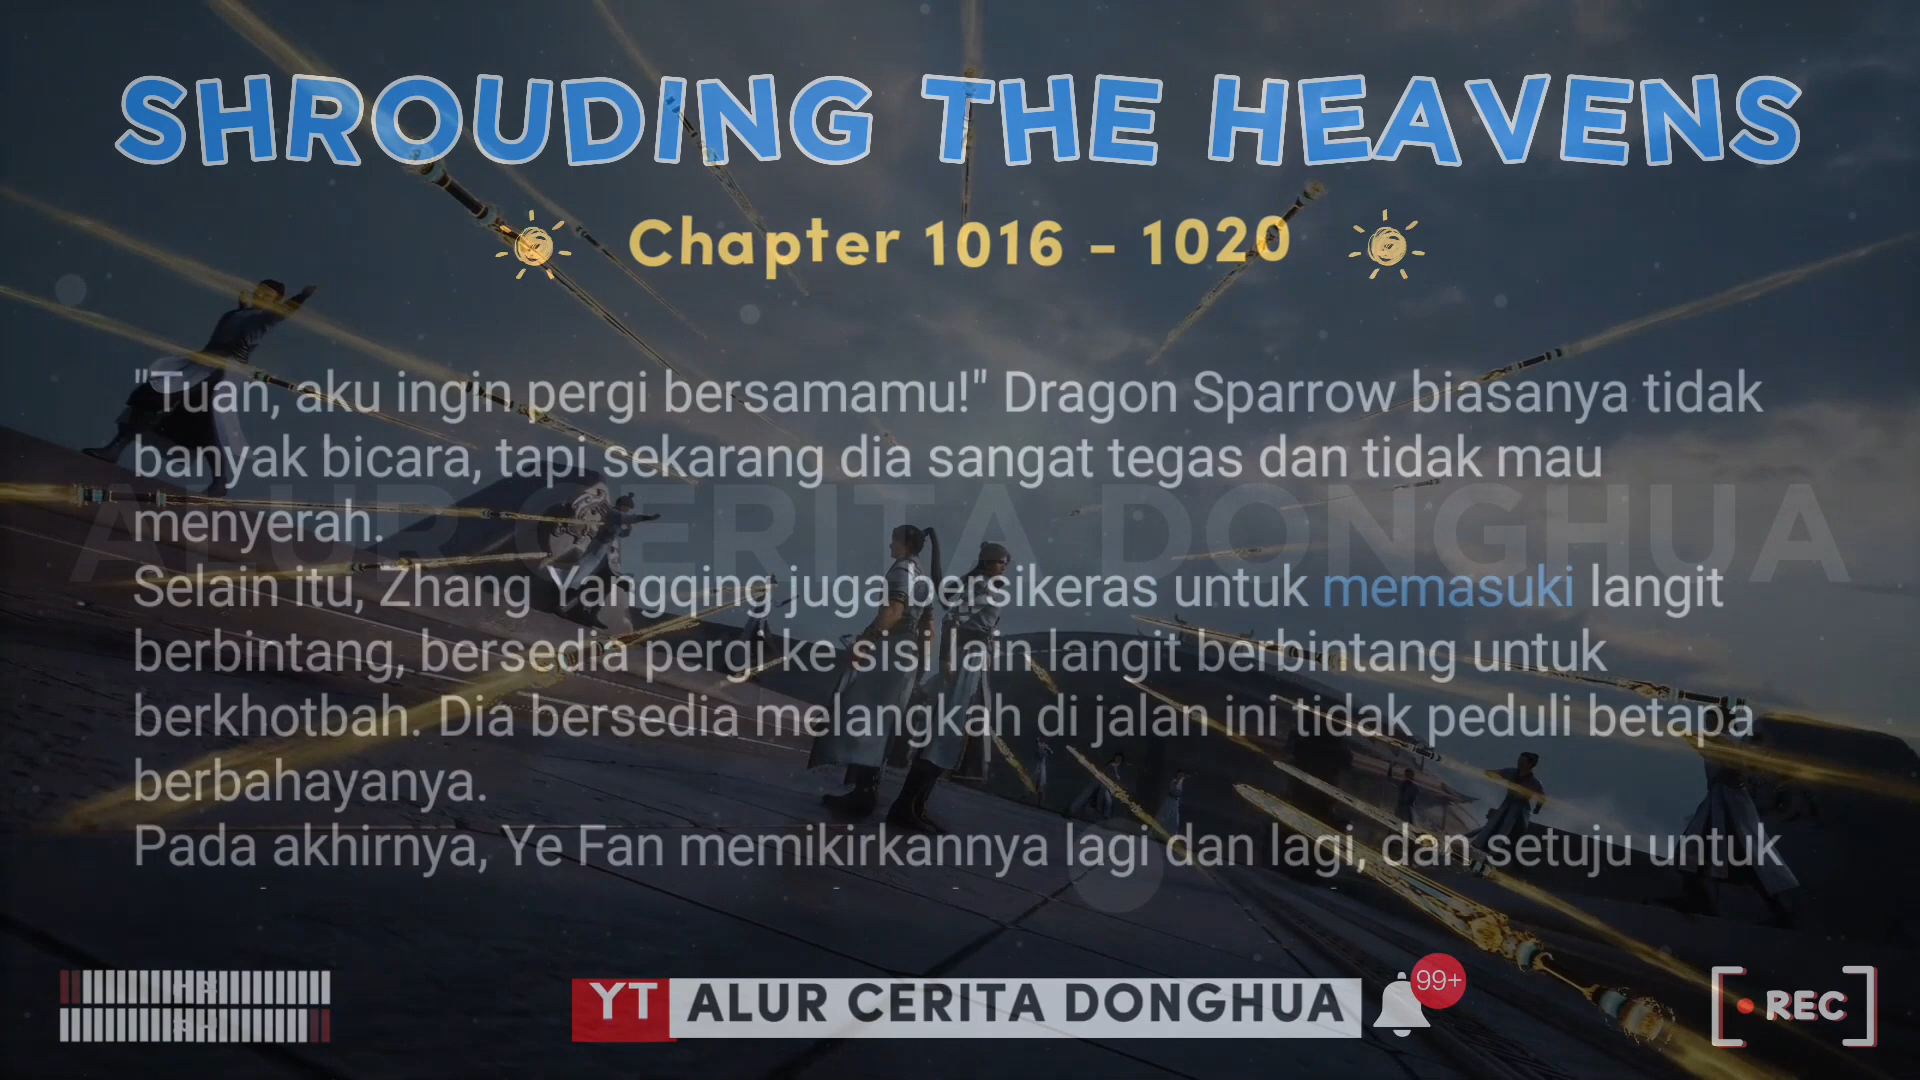 SHROUDING THE HEAVENS
Chapter 1016 - 1020
"Tuan, aku ingin pergi bersamamu!" Dragon Sparrow biasanya tidak
banyak bicara, tapi sekarang dia sangat tegas dan tidak mau
menyerah.
ALUR CERITA DONGHUA
Selain itu, Zhang Yangqing juga bersikeras untuk memasuki langit
berbintang, bersedia pergi ke sisi lain langit berbintang untuk
berkhotbah. Dia bersedia melangkah di jalan ini tidak peduli betapa
berbahayanya.
Pada akhirnya, Ye Fan memikirkannya lagi dan lagi, dan setuju untuk
YT ALUR CERITA DONGHUA
99+
REC